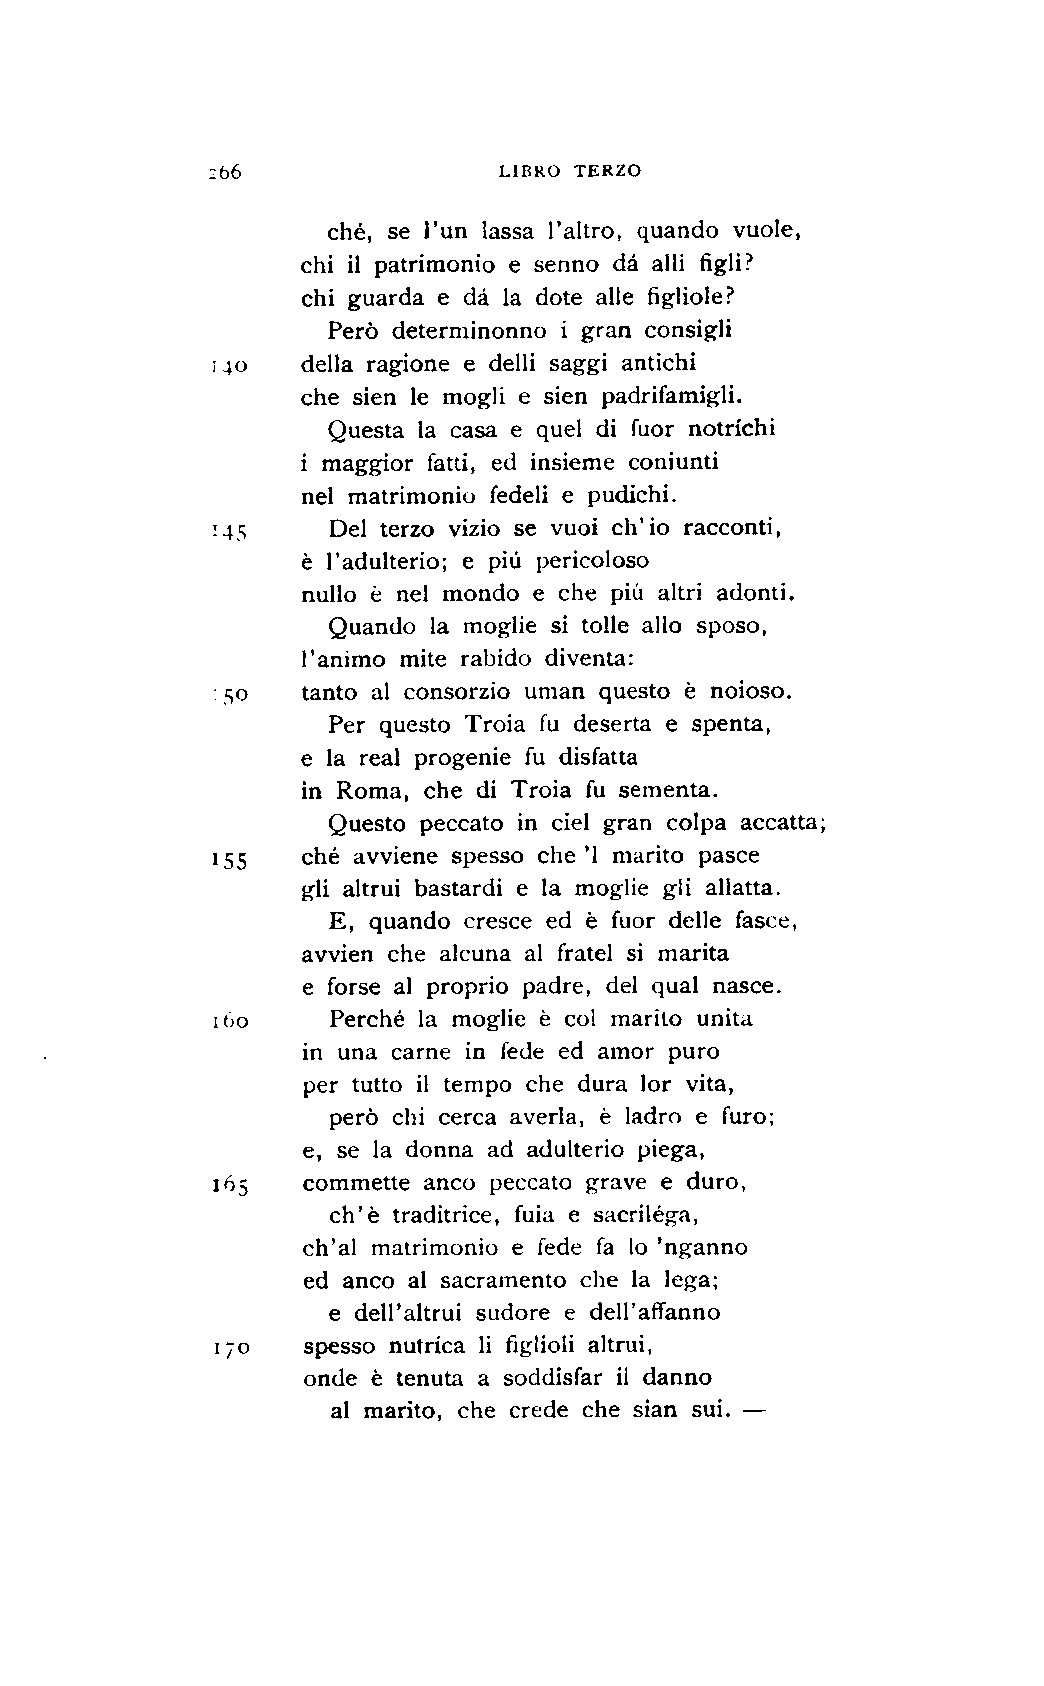 266 LIBRO TERZO
ché, se l'un lassa l'altro, quando vuole,
chi il patrimonio e senno dá alli figli?
chi guarda e dá la dote alle figliole?
Però determinonno i gran consigli
140 della ragione e delli saggi antichi
che sien le mogli e sien padrifamigli.
Questa la casa e quel di fuor notríchi
i maggior fatti, ed insieme coniunti
nel matrimonio fedeli e pudichi.
145 Del terzo vizio se vuoi ch'io racconti,
è l'adulterio; e piú pericoloso
nullo è nel mondo e che piú altri adonti.
Quando la moglie si tolle allo sposo,
l'animo mite rabido diventa:
150 tanto al consorzio uman questo è noioso.
Per questo Troia fu deserta e spenta,
e la real progenie fu disfatta
in Roma, che di Troia fu sementa.
Questo peccato in ciel gran colpa accatta;
155 ché avviene spesso che 'l marito pasce
gli altrui bastardi e la moglie gli allatta.
E, quando cresce ed è fuor delle fasce,
avvien che alcuna al fratel si marita
e forse al proprio padre, del qual nasce.
160 Perché la moglie è col marito unita
in una carne in fede ed amor puro
per tutto il tempo che dura lor vita,
però chi cerca averla, è ladro e furo;
e, se la donna ad adulterio piega,
165 commette anco peccato grave e duro,
ch'è traditrice, fuia e sacriléga,
ch'al matrimonio e fede fa lo 'nganno
ed anco al sacramento che la lega;
e dell'altrui sudore e dell'affanno
170 spesso nutríca li figlioli altrui,
onde è tenuta a soddisfar il danno
al marito, che crede che sian sui. —